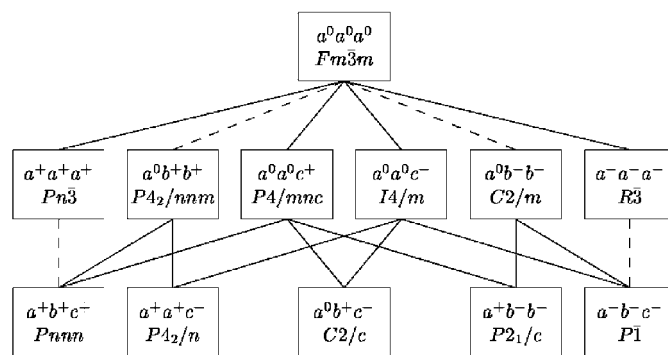 a⁰a⁰a⁰
Fm3̄m
a⁺a⁺a⁺
Pn3̄
a⁰b⁺b⁺
P4₂/nnm
a⁰a⁰c⁺
P4/mnc
a⁰a⁰c⁻
I4/m
a⁰b⁻b⁻
C2/m
a⁻a⁻a⁻
R3̄
a⁺b⁺c⁺
Pnnn
a⁺a⁺c⁻
P4₂/n
a⁰b⁺c⁻
C2/c
a⁺b⁻b⁻
P2₁/c
a⁻b⁻c⁻
P1̄